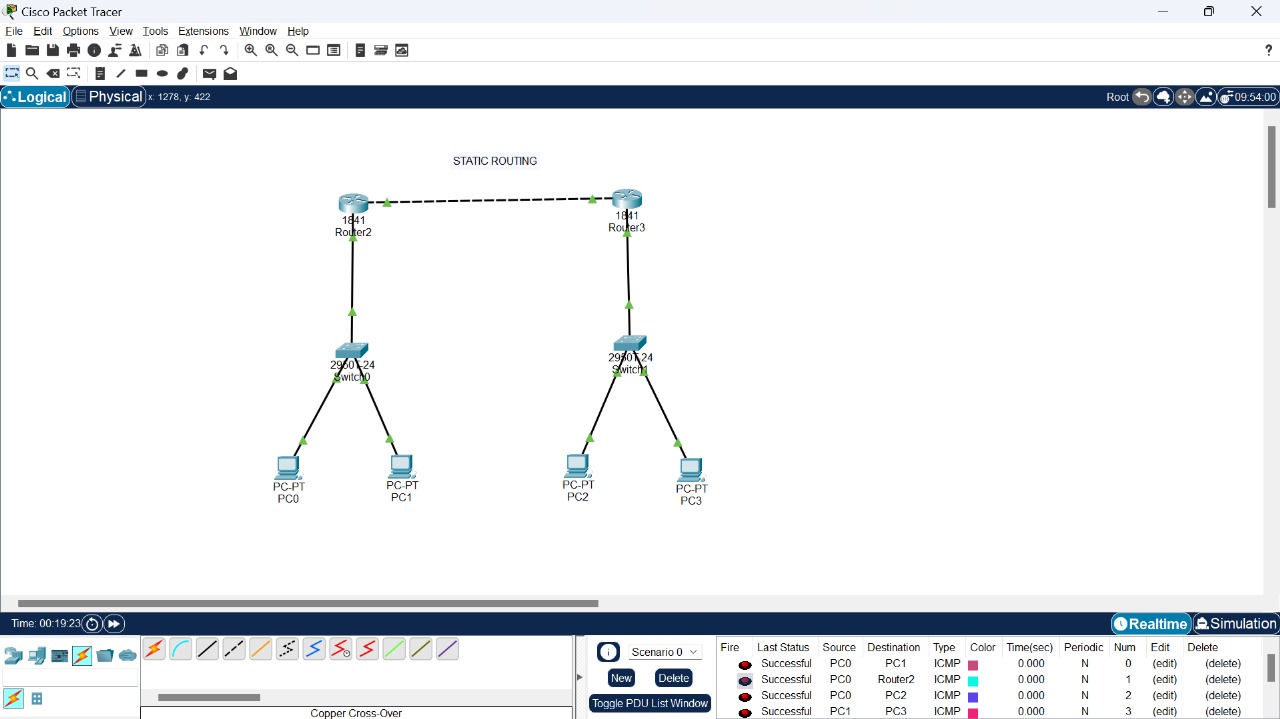 Cisco Packet Tracer
File Edit Options View Tools Extensions Window Help
?
Logical Physical x: 1278, y: 422 Root 09:54:00
STATIC ROUTING
1841
Router2
1841
Router3
2950T-24
Switch0
2950T-24
Switch1
PC-PT
PC0
PC-PT
PC1
PC-PT
PC2
PC-PT
PC3
Time: 00:19:23 Realtime Simulation
Scenario 0
New Delete
Toggle PDU List Window
Fire Last Status Source Destination Type Color Time(sec) Periodic Num Edit Delete
Successful PC0 PC1 ICMP 0.000 N 0 (edit) (delete)
Successful PC0 Router2 ICMP 0.000 N 1 (edit) (delete)
Successful PC0 PC2 ICMP 0.000 N 2 (edit) (delete)
Successful PC1 PC3 ICMP 0.000 N 3 (edit) (delete)
Copper Cross-Over